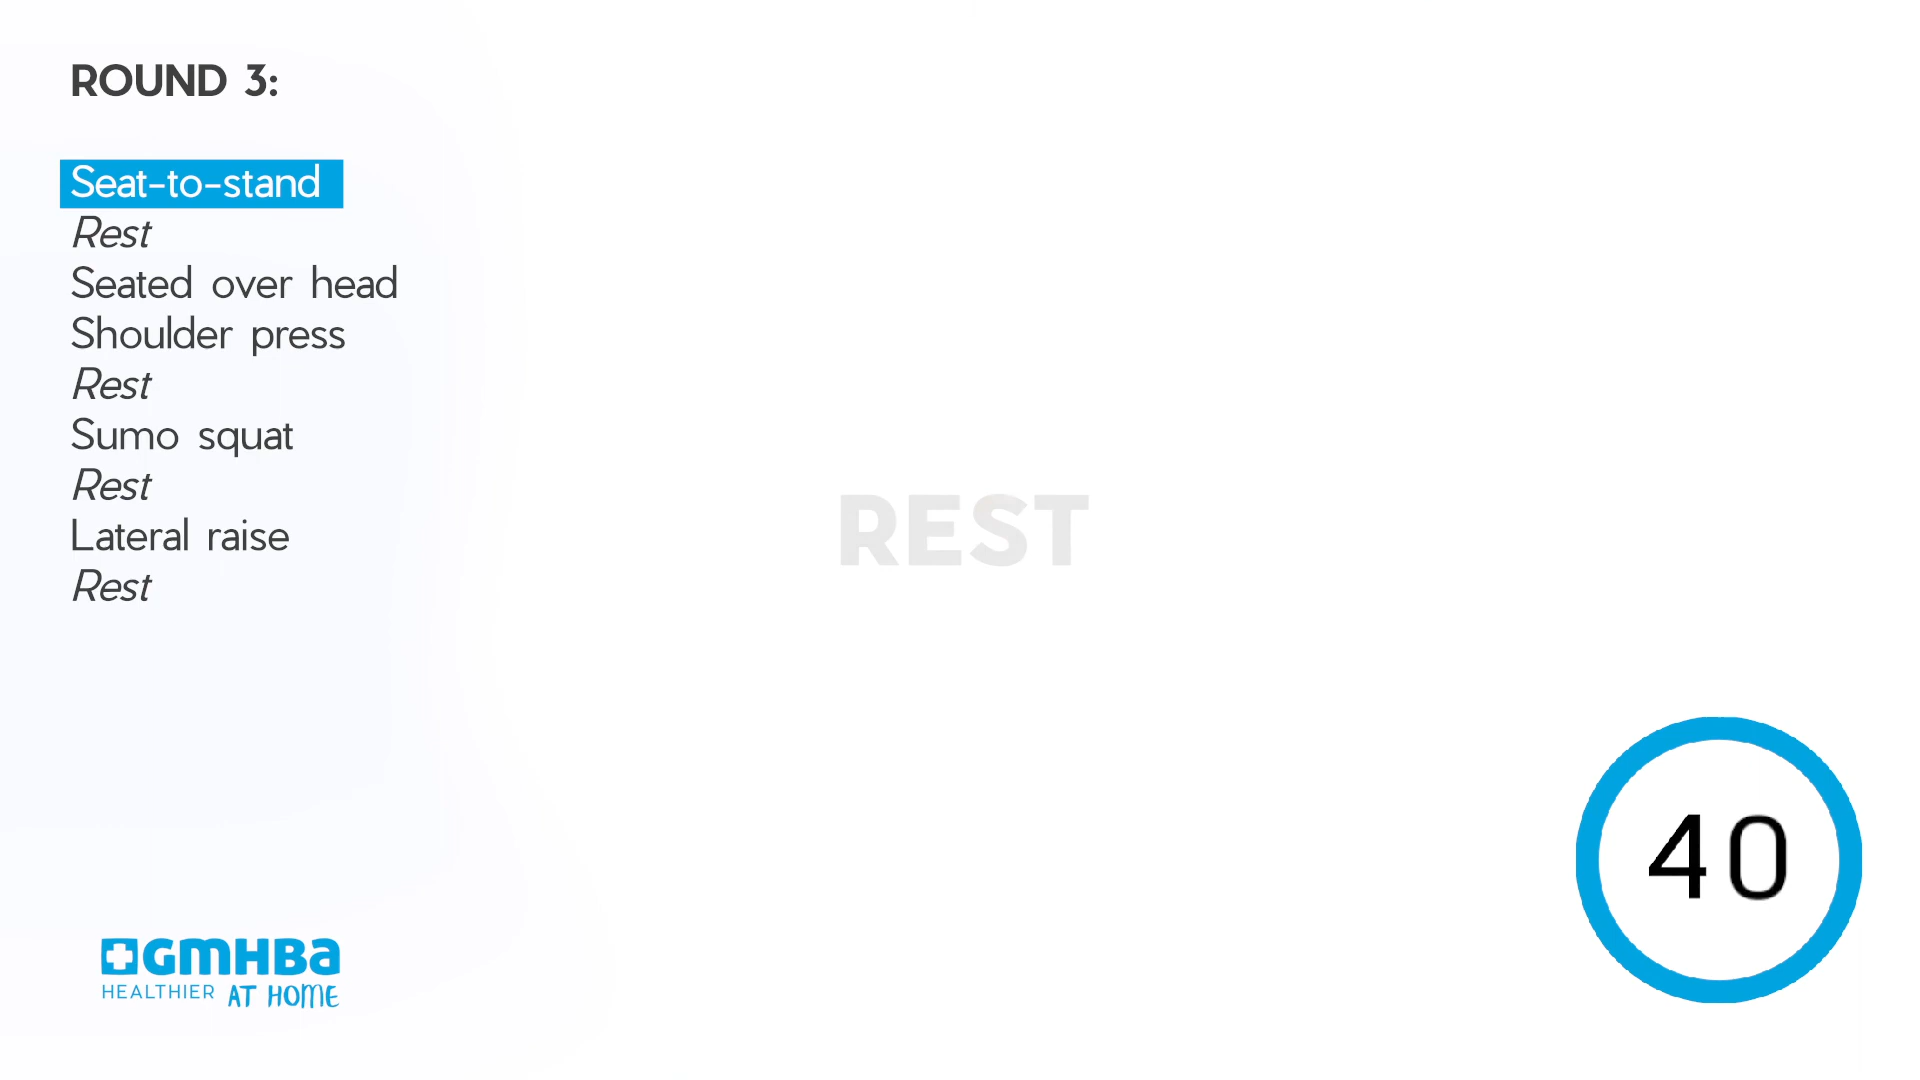 ROUND 3:
Seat-to-stand
Rest
Seated over head
Shoulder press
Rest
Sumo squat
Rest
Lateral raise
Rest
REST
40
GMHBa
HEALTHIER AT HOME